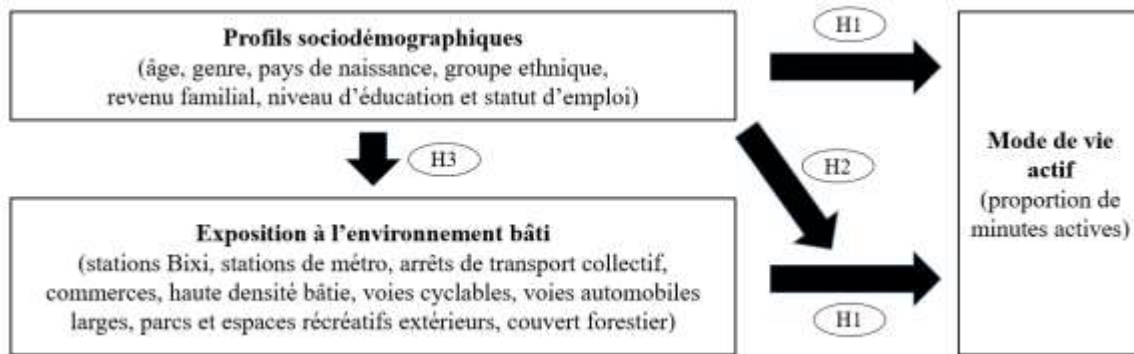 H1
Profils sociodémographiques
(âge, genre, pays de naissance, groupe ethnique,
revenu familial, niveau d'éducation et statut d'emploi)
H3
H2
Mode de vie
actif
(proportion de
minutes actives)
Exposition à l'environnement bâti
(stations Bixi, stations de métro, arrêts de transport collectif,
commerces, haute densité bâtie, voies cyclables, voies automobiles
larges, parcs et espaces récréatifs extérieurs, couvert forestier)
H1